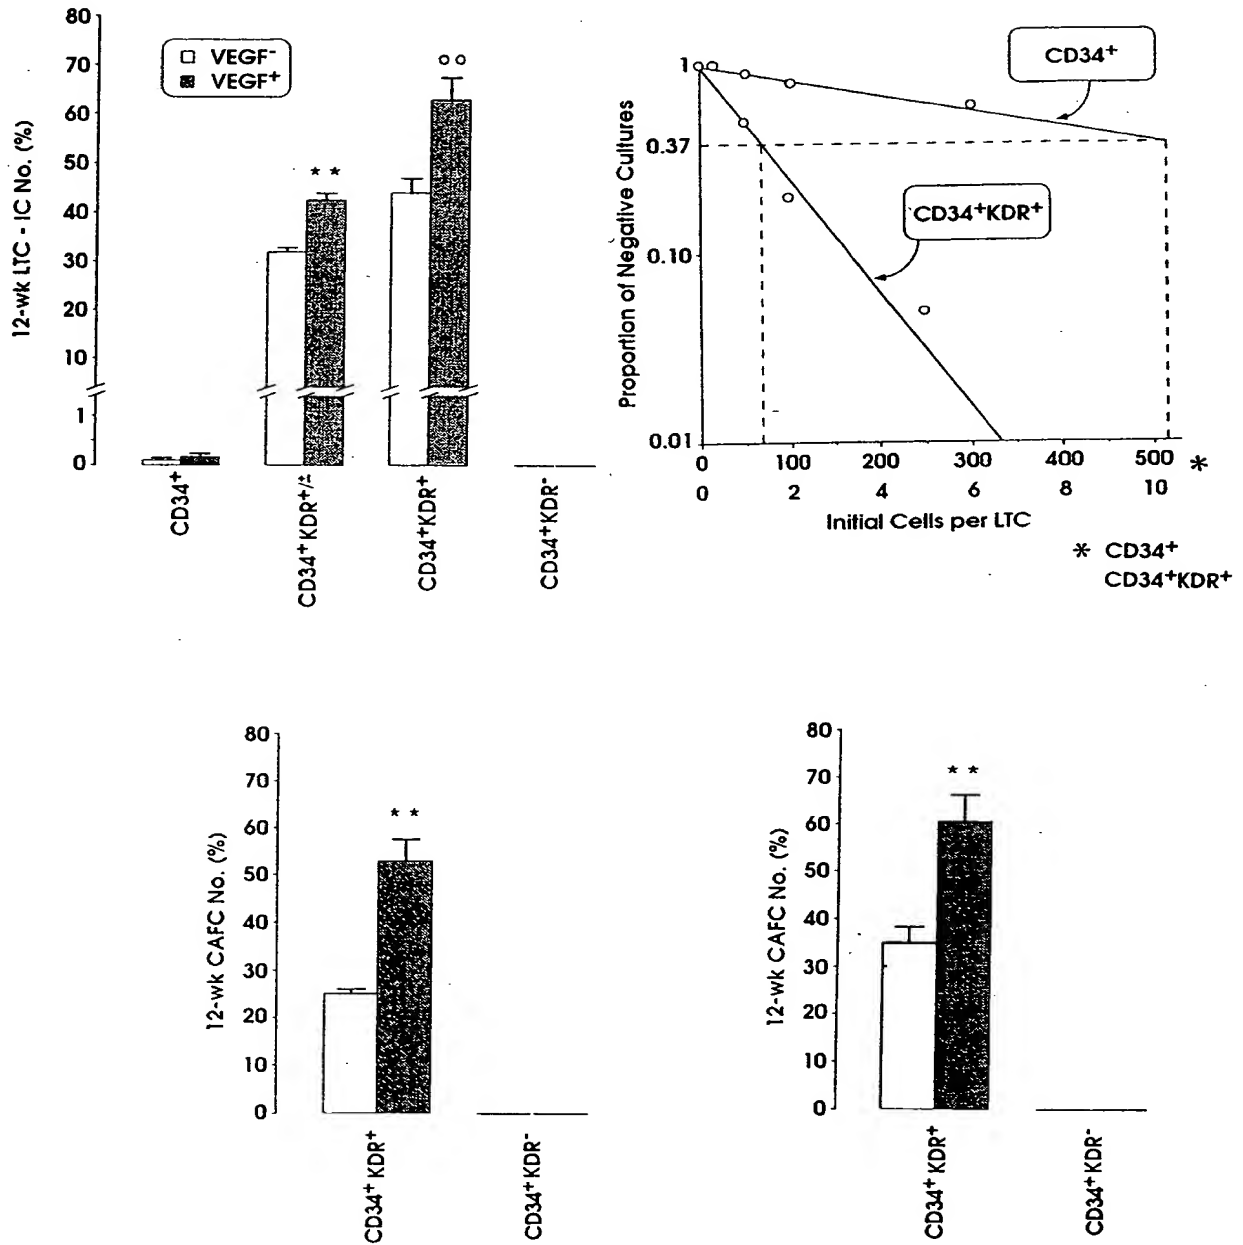 80
70
60
50
40
30
20
10
1
0
12-wk LTC - IC No. (%)
VEGF⁻
VEGF⁺
* *
○○
CD34⁺
CD34⁺KDR⁺/±
CD34⁺KDR⁺
CD34⁺KDR⁻
1
0.37
0.10
0.01
Proportion of Negative Cultures
CD34⁺
CD34⁺KDR⁺
0 100 200 300 400 500 *
0 2 4 6 8 10
Initial Cells per LTC
* CD34⁺
CD34⁺KDR⁺
80
70
60
50
40
30
20
10
0
12-wk CAFC No. (%)
* *
CD34⁺KDR⁺
CD34⁺KDR⁻
80
70
60
50
40
30
20
10
0
12-wk CAFC No. (%)
* *
CD34⁺KDR⁺
CD34⁺KDR⁻